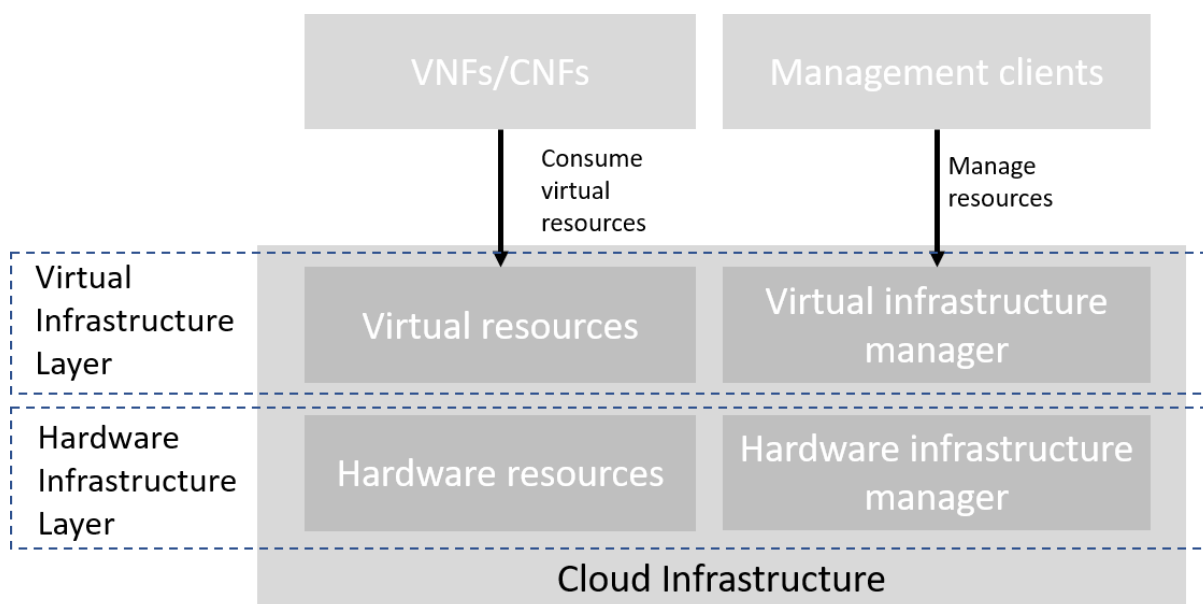 VNFs/CNFs
Management clients
Consume
virtual
resources
Manage
resources
Virtual
Infrastructure
Layer
Virtual resources
Virtual infrastructure
manager
Hardware
Infrastructure
Layer
Hardware resources
Hardware infrastructure
manager
Cloud Infrastructure